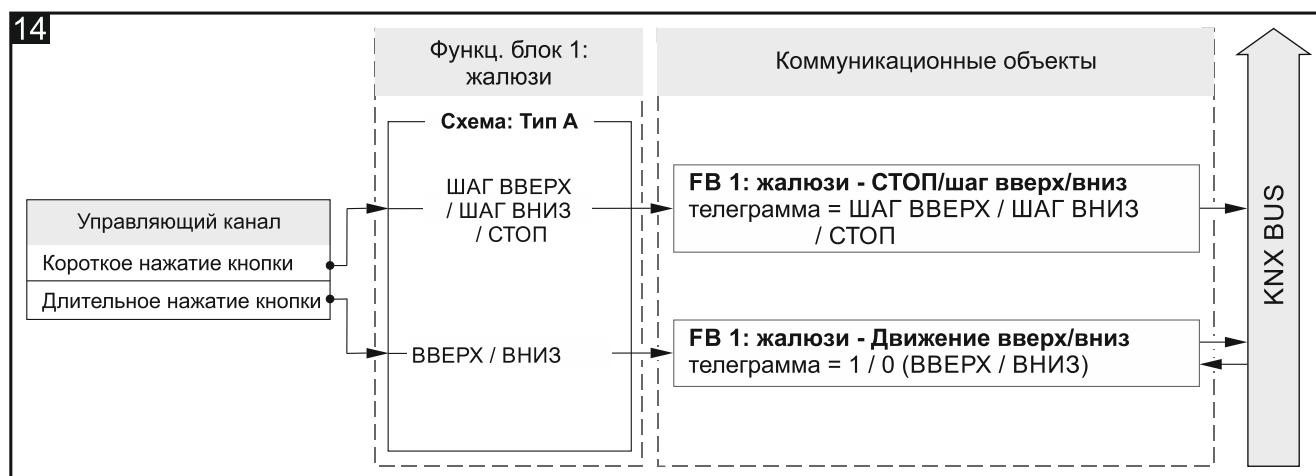 14
Функц. блок 1:
жалюзи
Коммуникационные объекты
Схема: Тип A
ШАГ ВВЕРХ
/ ШАГ ВНИЗ
/ СТОП
FB 1: жалюзи - СТОП/шаг вверх/вниз
телеграмма = ШАГ ВВЕРХ / ШАГ ВНИЗ
/ СТОП
Управляющий канал
Короткое нажатие кнопки
Длительное нажатие кнопки
ВВЕРХ / ВНИЗ
FB 1: жалюзи - Движение вверх/вниз
телеграмма = 1 / 0 (ВВЕРХ / ВНИЗ)
KNX BUS